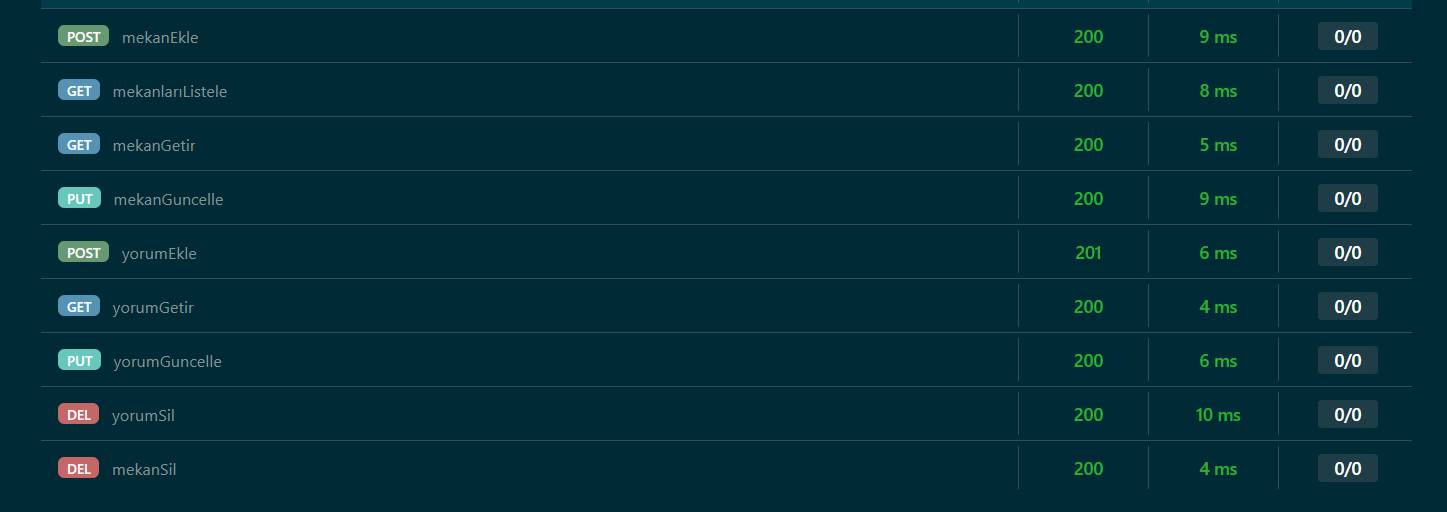 POST mekanEkle 200 9 ms 0/0
GET mekanlarıListele 200 8 ms 0/0
GET mekanGetir 200 5 ms 0/0
PUT mekanGuncelle 200 9 ms 0/0
POST yorumEkle 201 6 ms 0/0
GET yorumGetir 200 4 ms 0/0
PUT yorumGuncelle 200 6 ms 0/0
DEL yorumSil 200 10 ms 0/0
DEL mekanSil 200 4 ms 0/0